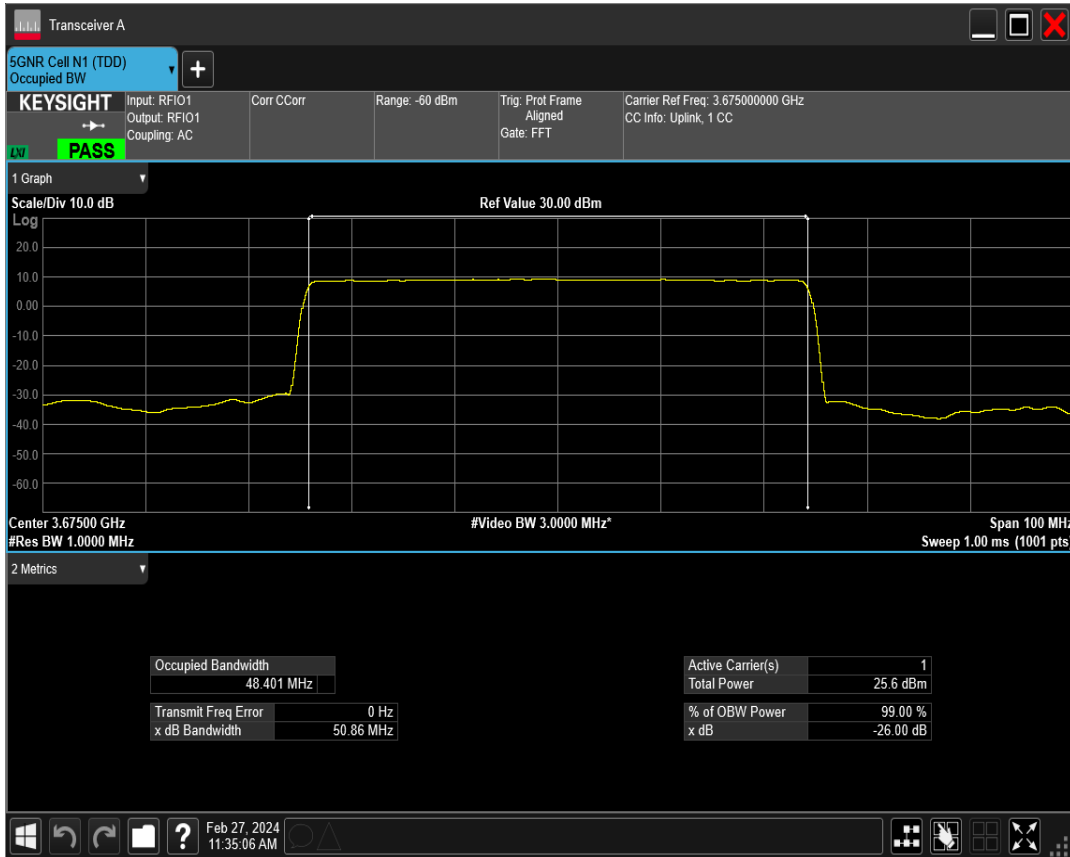 Transceiver A
5GNR Cell N1 (TDD)
Occupied BW
+
KEYSIGHT
LXI
PASS
Input: RFIO1
Output: RFIO1
Coupling: AC
Corr CCorr
Range: -60 dBm
Trig: Prot Frame
Aligned
Gate: FFT
Carrier Ref Freq: 3.675000000 GHz
CC Info: Uplink, 1 CC
1 Graph
Scale/Div 10.0 dB
Ref Value 30.00 dBm
Log
20.0
10.0
0.00
-10.0
-20.0
-30.0
-40.0
-50.0
-60.0
Center 3.67500 GHz
#Video BW 3.0000 MHz*
Span 100 MHz
#Res BW 1.0000 MHz
Sweep 1.00 ms (1001 pts)
2 Metrics
Occupied Bandwidth
48.401 MHz
Transmit Freq Error 0 Hz
x dB Bandwidth 50.86 MHz
Active Carrier(s) 1
Total Power 25.6 dBm
% of OBW Power 99.00 %
x dB -26.00 dB
?
Feb 27, 2024
11:35:06 AM